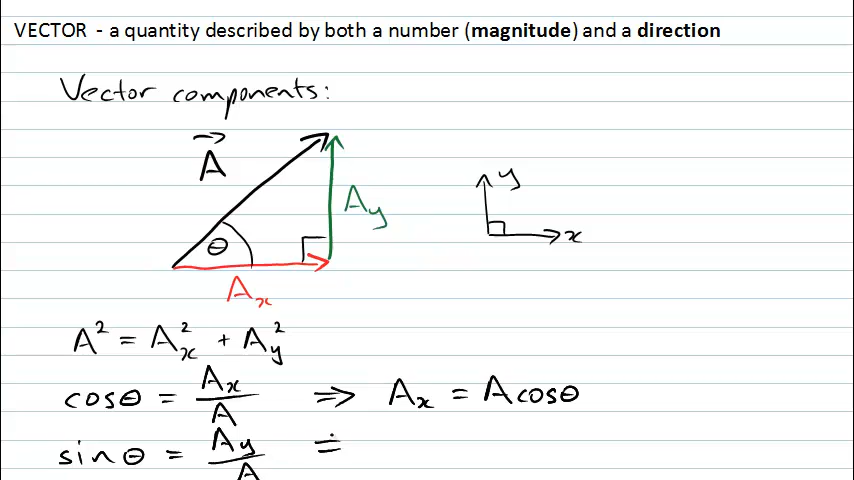 VECTOR - a quantity described by both a number (magnitude) and a direction
Vector components:
A
y
Ay
θ
x
Ax
A² = Ax² + Ay²
cosθ = Ax/A ⇒ Ax = A cosθ
sinθ = Ay/A =